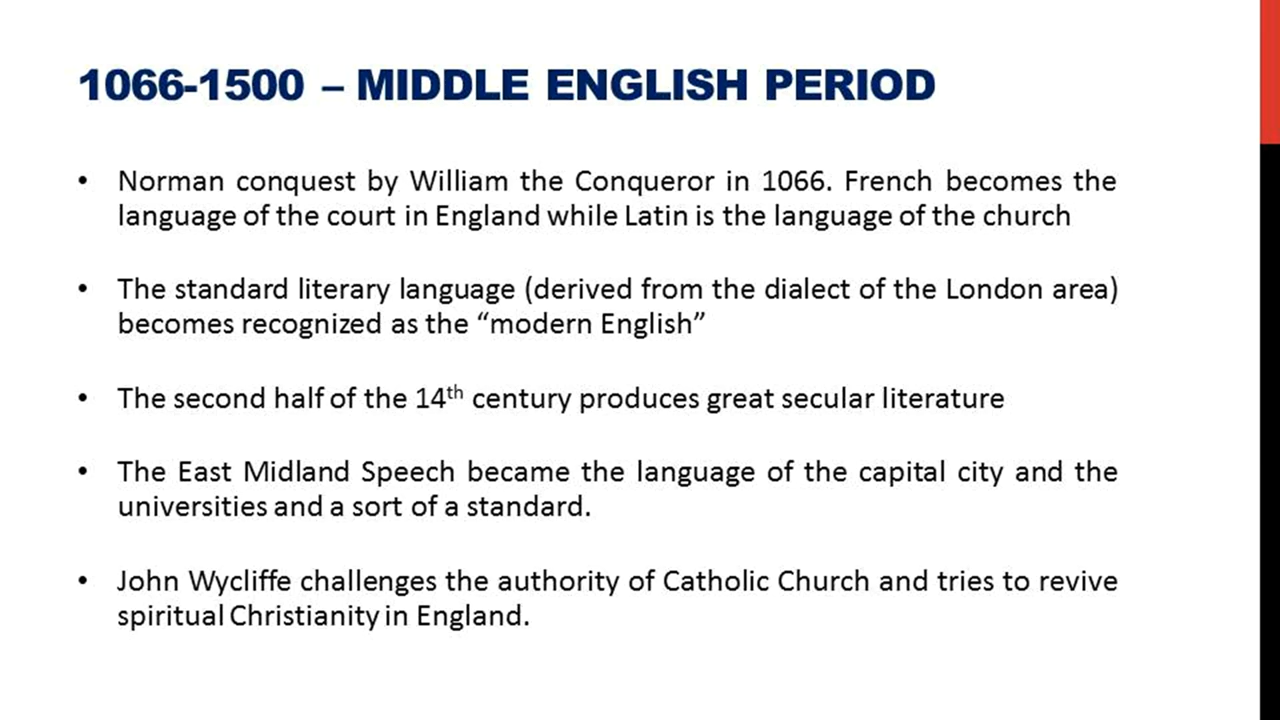 1066-1500 – MIDDLE ENGLISH PERIOD
• Norman conquest by William the Conqueror in 1066. French becomes the
language of the court in England while Latin is the language of the church
• The standard literary language (derived from the dialect of the London area)
becomes recognized as the “modern English”
• The second half of the 14th century produces great secular literature
• The East Midland Speech became the language of the capital city and the
universities and a sort of a standard.
• John Wycliffe challenges the authority of Catholic Church and tries to revive
spiritual Christianity in England.